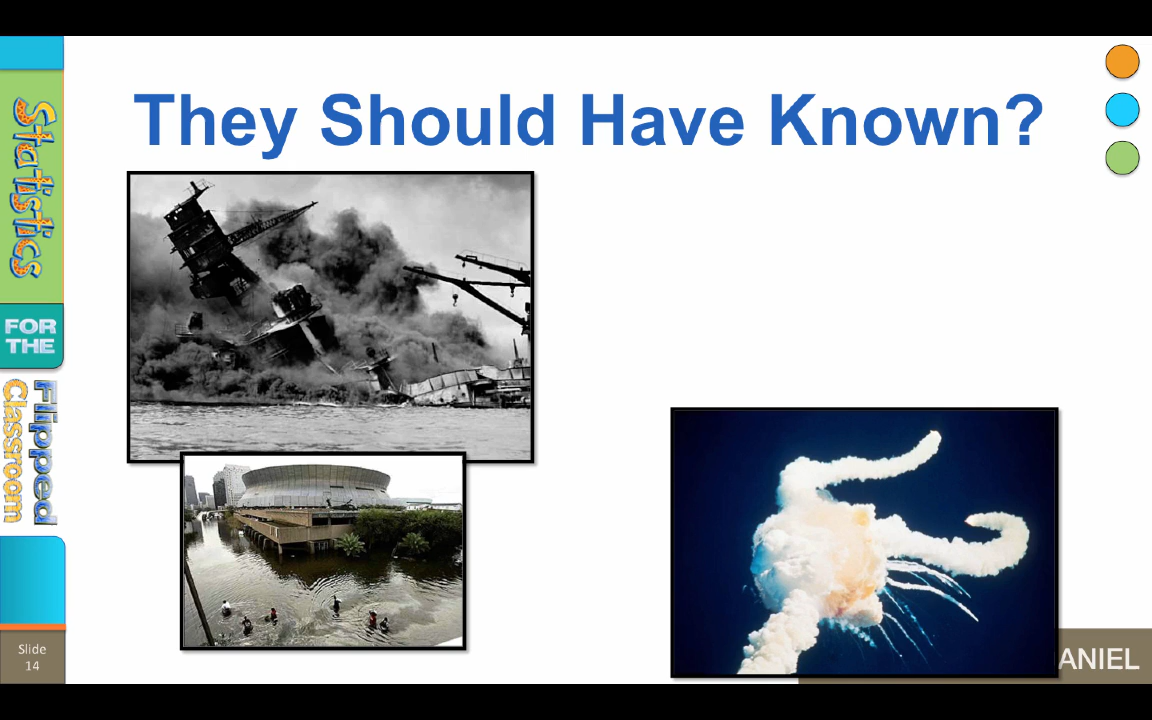 They Should Have Known?
Statistics
FOR
THE
Flipped
Classroom
Slide
14
ANIEL